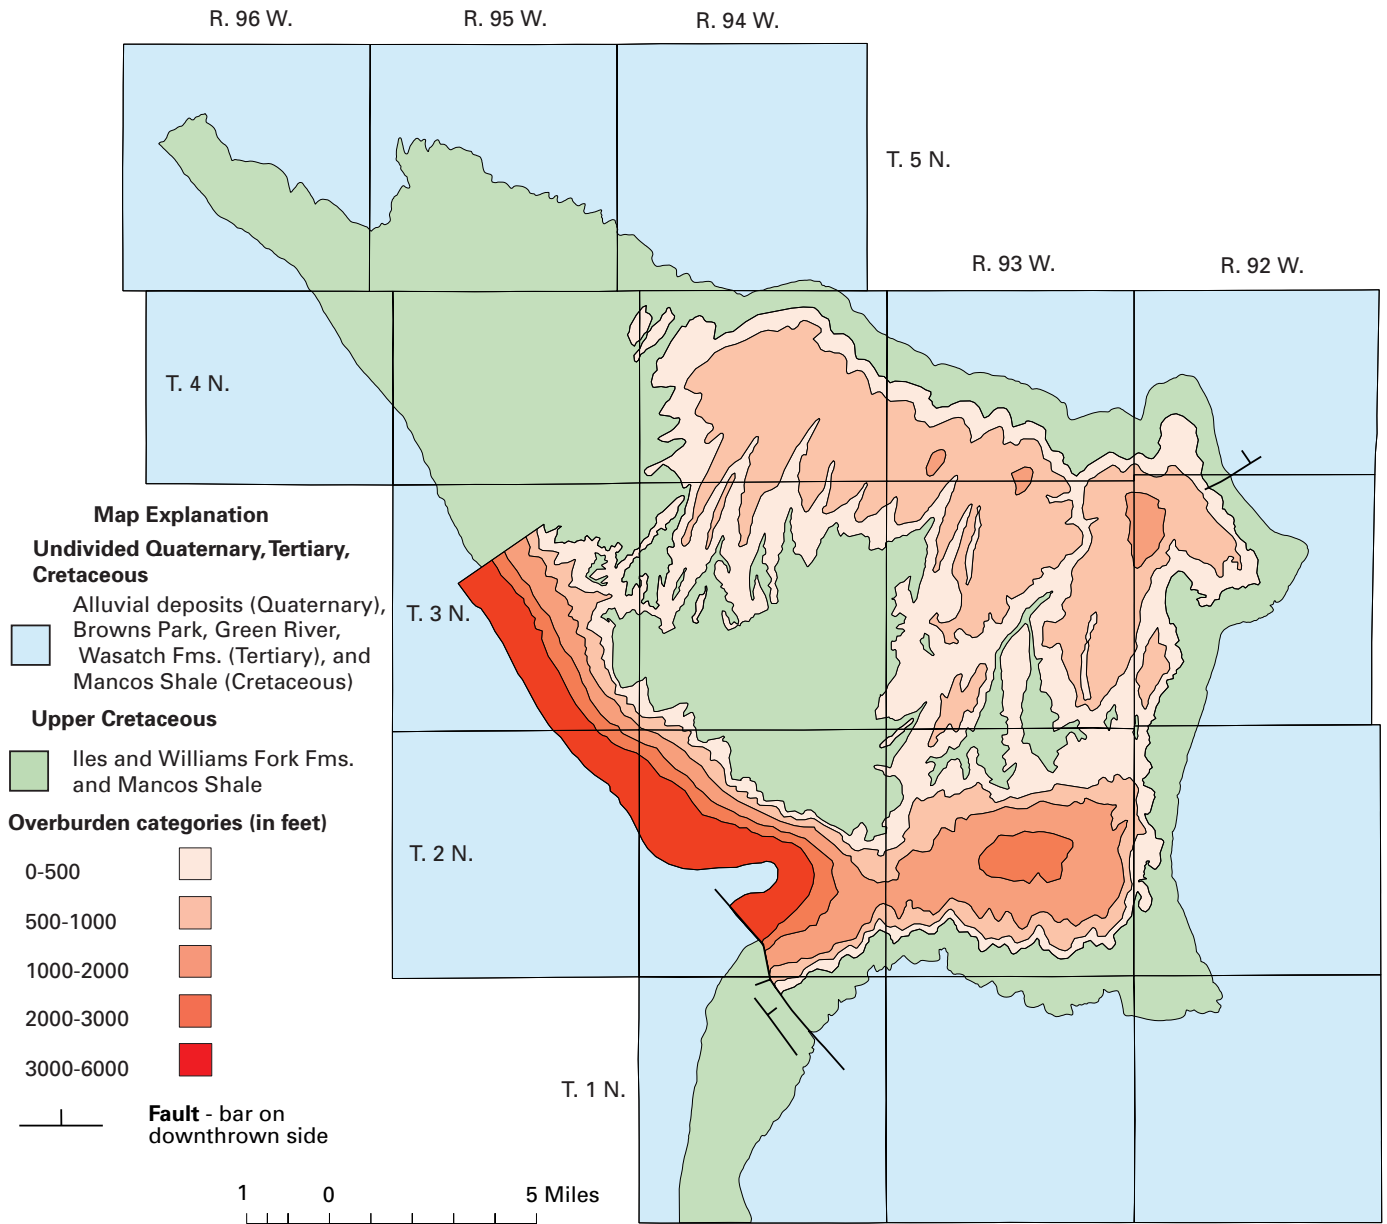 R. 96 W.
R. 95 W.
R. 94 W.
T. 5 N.
R. 93 W.
R. 92 W.
T. 4 N.
Map Explanation
Undivided Quaternary, Tertiary,
Cretaceous
Alluvial deposits (Quaternary),
Browns Park, Green River,
Wasatch Fms. (Tertiary), and
Mancos Shale (Cretaceous)
T. 3 N.
Upper Cretaceous
Iles and Williams Fork Fms.
and Mancos Shale
Overburden categories (in feet)
0-500
500-1000
1000-2000
2000-3000
3000-6000
T. 2 N.
T. 1 N.
Fault - bar on
downthrown side
1 0 5 Miles